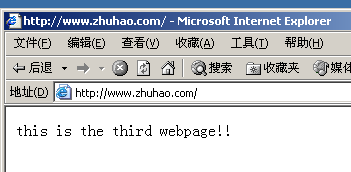 http://www.zhuhao.com/ - Microsoft Internet Explorer
文件(F) 编辑(E) 查看(V) 收藏(A) 工具(T) 帮助(H)
后退 搜索 收藏夹 媒体
地址(D) http://www.zhuhao.com/
this is the third webpage!!